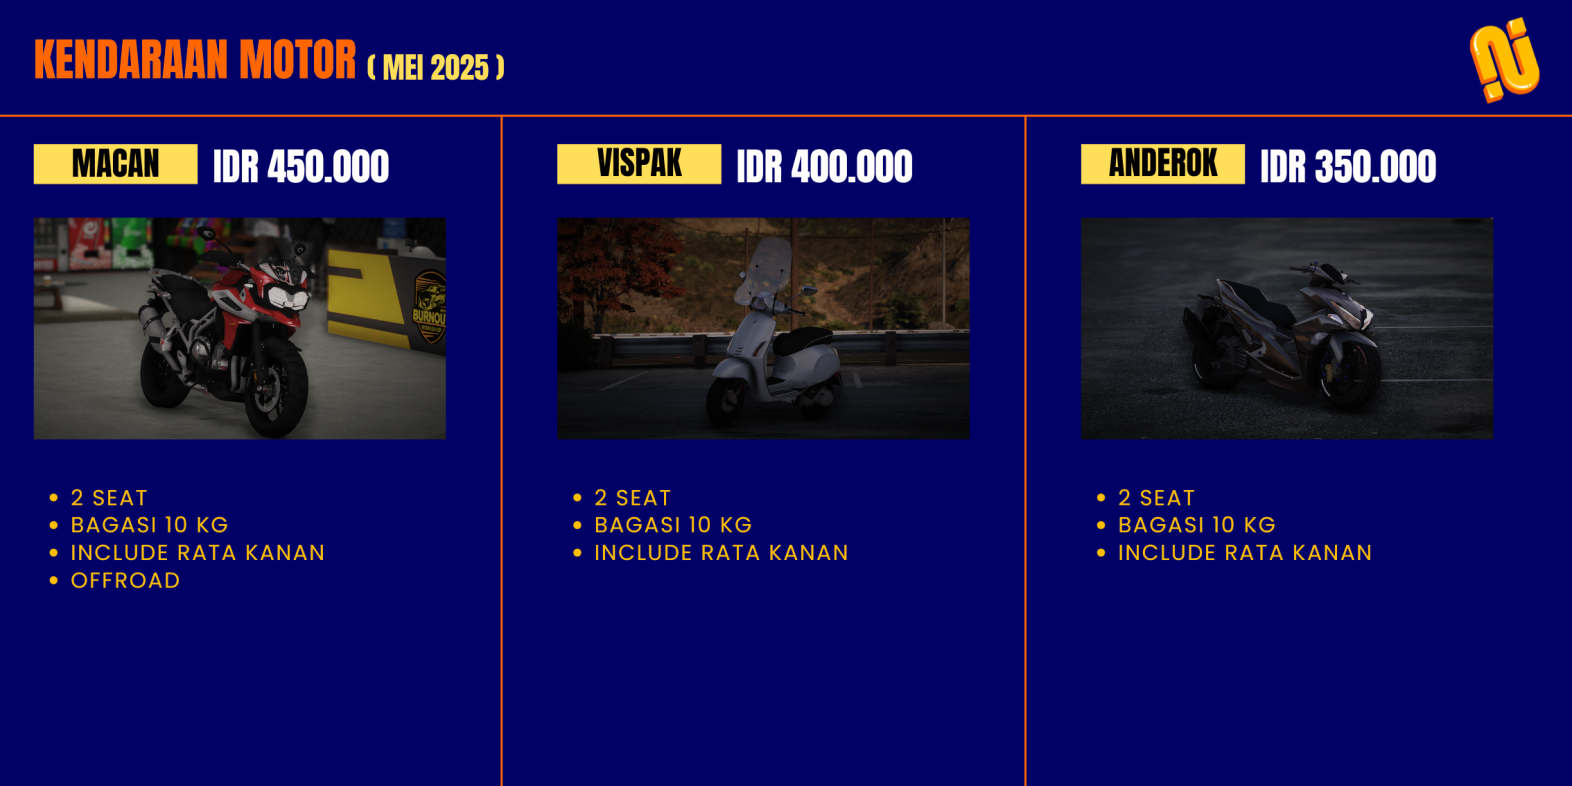 KENDARAAN MOTOR ( MEI 2025 )
MACAN IDR 450.000
BURNOU
2 SEAT
BAGASI 10 KG
INCLUDE RATA KANAN
OFFROAD
VISPAK IDR 400.000
2 SEAT
BAGASI 10 KG
INCLUDE RATA KANAN
ANDEROK IDR 350.000
2 SEAT
BAGASI 10 KG
INCLUDE RATA KANAN